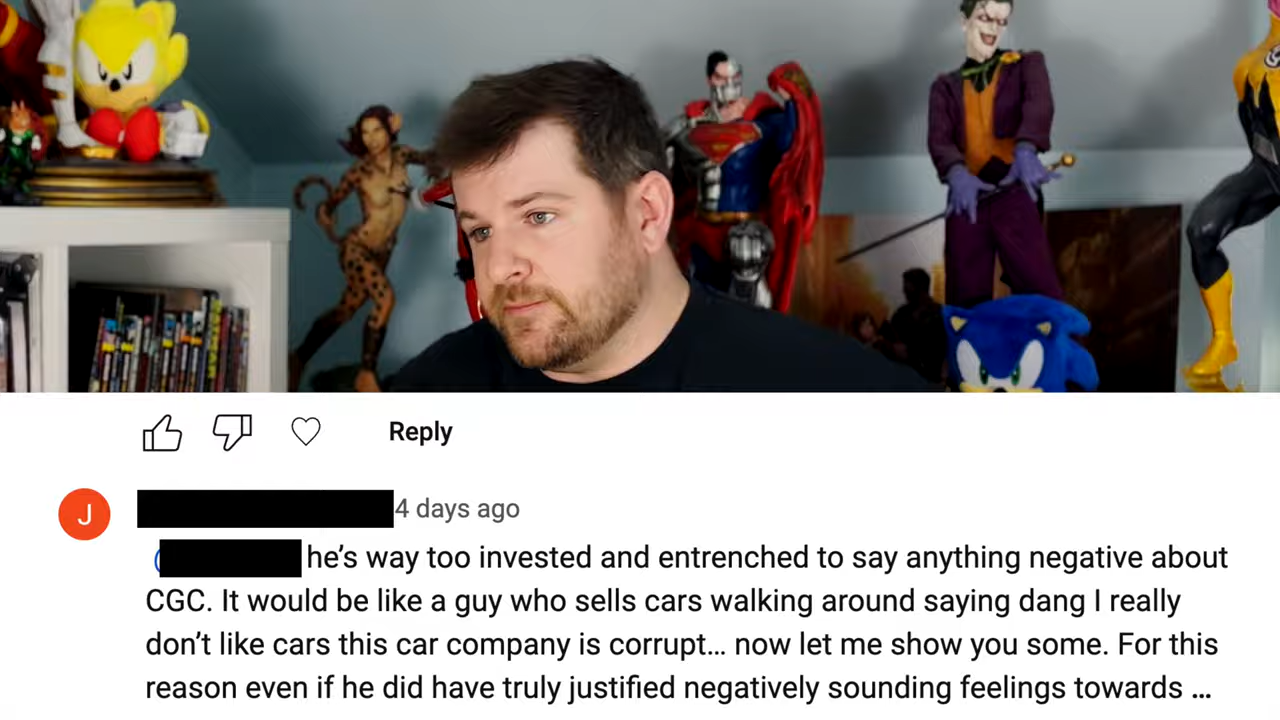 Reply
J
4 days ago
he’s way too invested and entrenched to say anything negative about
CGC. It would be like a guy who sells cars walking around saying dang I really
don’t like cars this car company is corrupt... now let me show you some. For this
reason even if he did have truly justified negatively sounding feelings towards ...